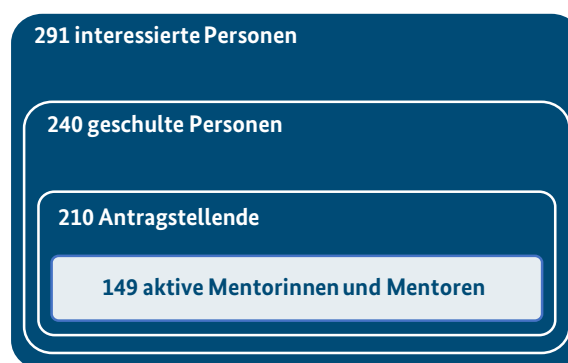 291 interessierte Personen
240 geschulte Personen
210 Antragstellende
149 aktive Mentorinnen und Mentoren